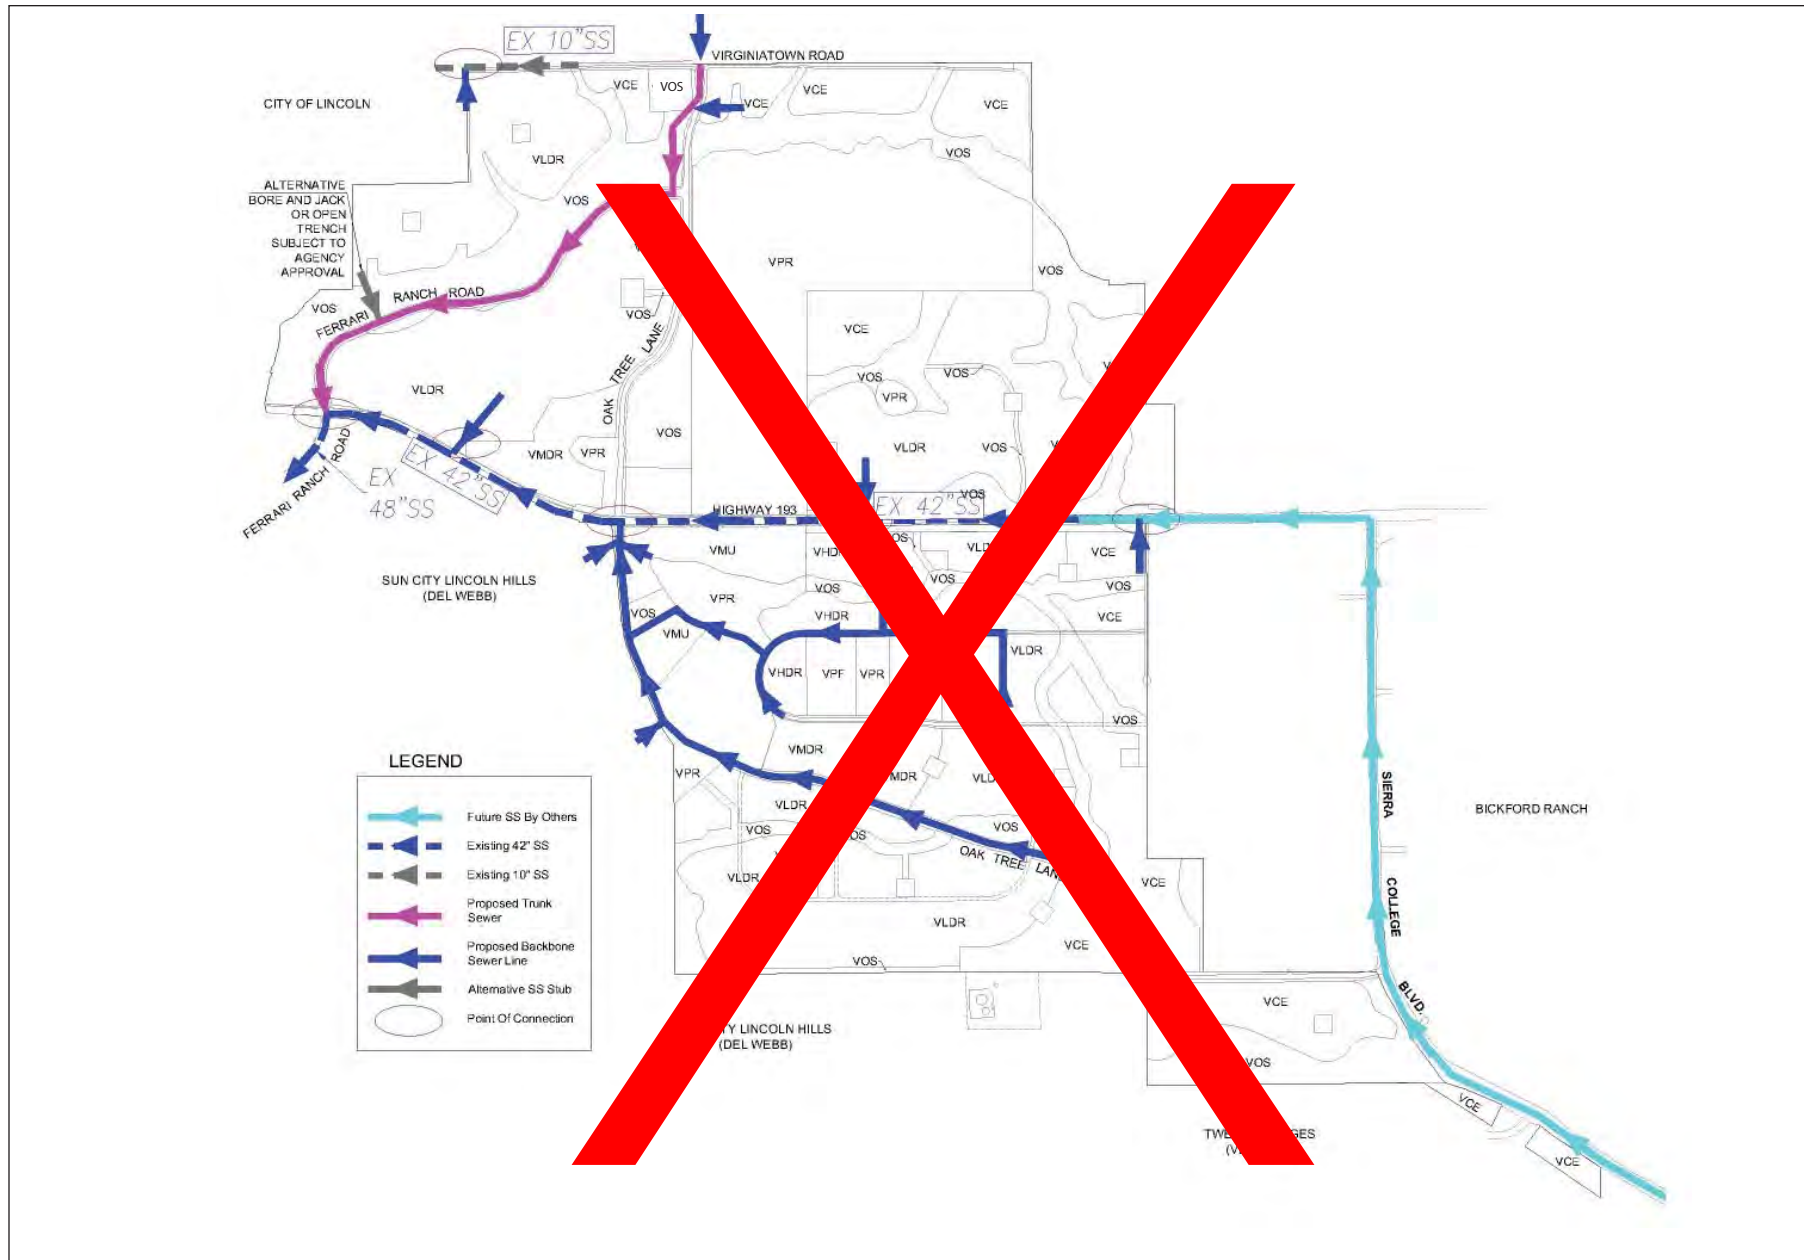 EX 10"SS
VIRGINIATOWN ROAD
VCE
VOS
VCE
VCE
VCE
CITY OF LINCOLN
VLDR
VOS
ALTERNATIVE
BORE AND JACK
OR OPEN
TRENCH
SUBJECT TO
AGENCY
APPROVAL
VOS
VPR
VOS
RANCH ROAD
FERRARI
VOS
VOS
VCE
OAK TREE LANE
VLDR
VOS
VOS
VPR
VOS
VLDR
VOS
VMDR
VPR
FERRARI RANCH ROAD
EX
48"SS
EX 42"SS
VOS
EX 42"SS
HIGHWAY 193
VMU
VCE
VOS
VOS
VOS
VPR
VHDR
VCE
VOS
VMU
VLDR
VHDR
VPF
VPR
VOS
SUN CITY LINCOLN HILLS
(DEL WEBB)
VMDR
VPR
VLDR
VOS
VOS
OAK TREE
VLDR
VCE
VLDR
VCE
VOS
LEGEND
Future SS By Others
Existing 42" SS
Existing 10" SS
Proposed Trunk
Sewer
Proposed Backbone
Sewer Line
Alternative SS Stub
Point Of Connection
LINCOLN HILLS
(DEL WEBB)
SIERRA
COLLEGE
BLVD.
BICKFORD RANCH
VCE
VOS
VCE
VCE